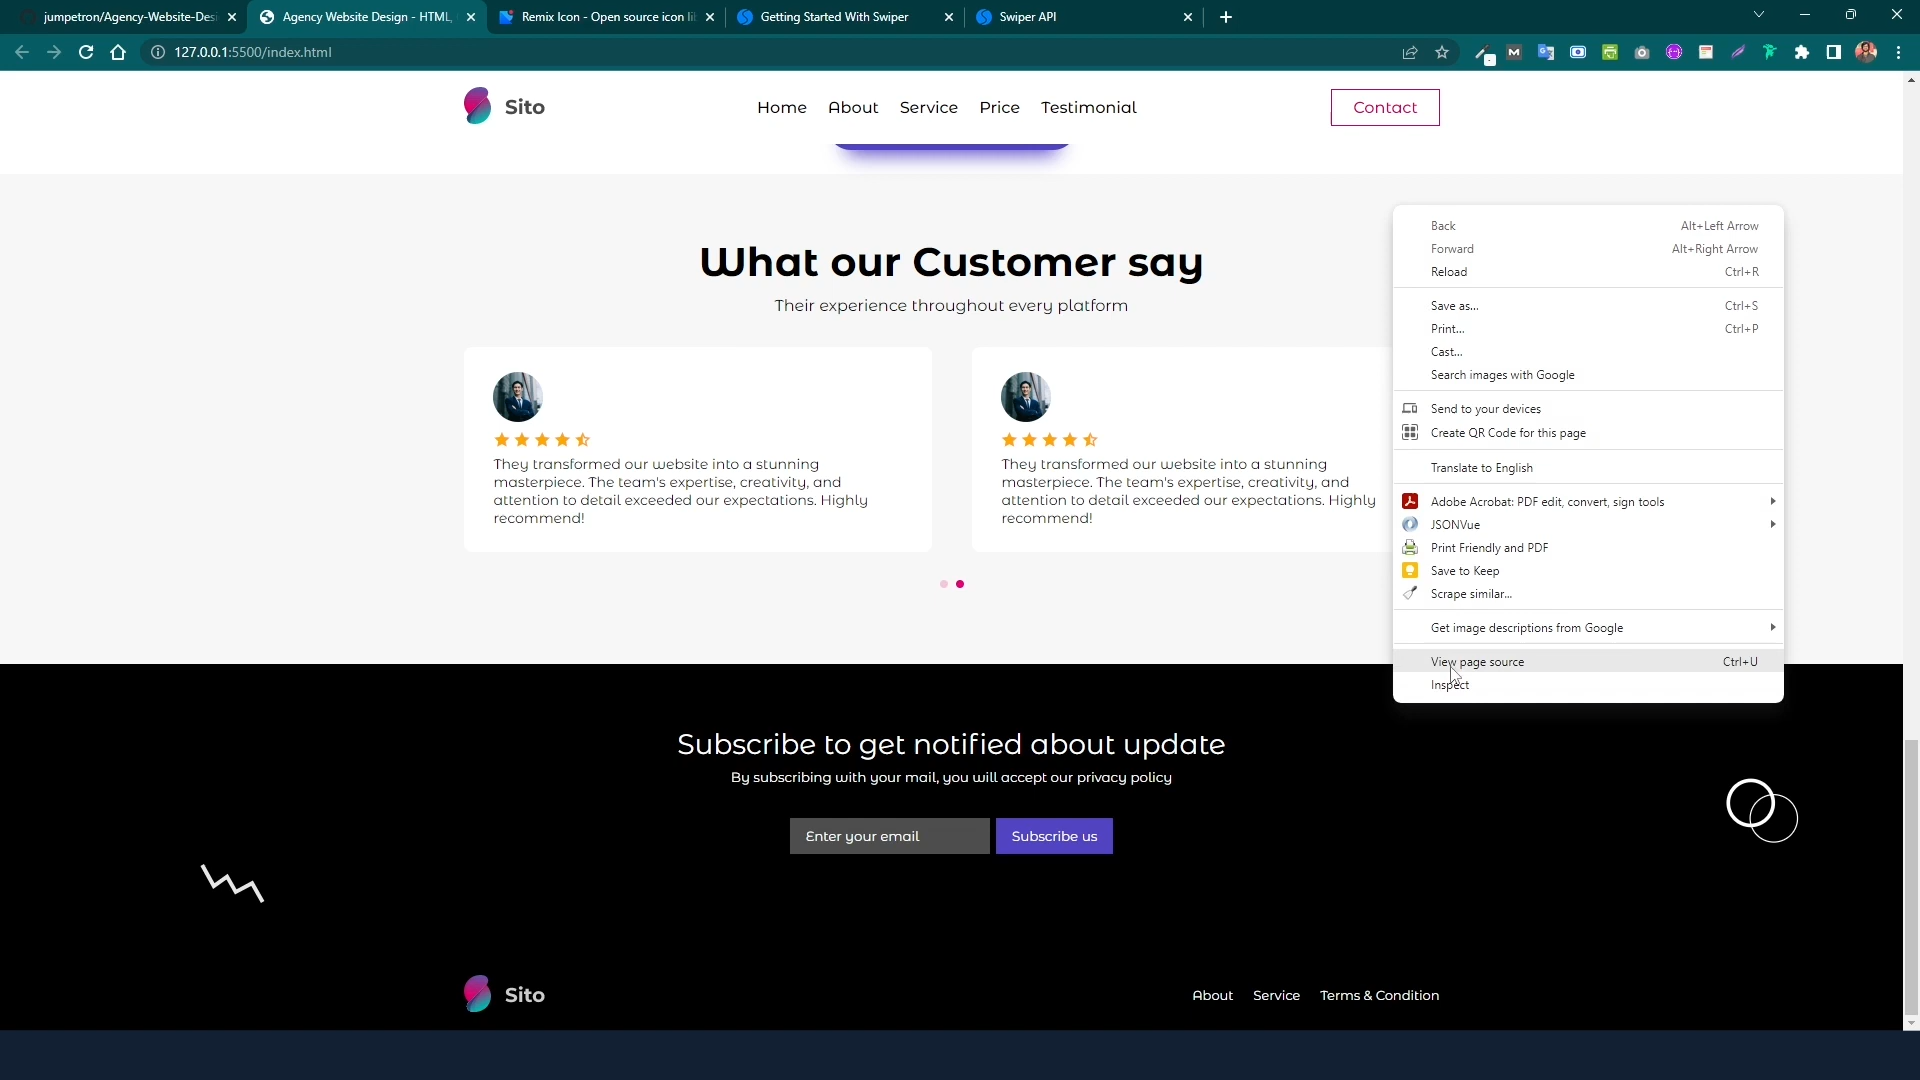 jumpetron/Agency-Website-Desi
Agency Website Design - HTML,
Remix Icon - Open source icon li
Getting Started With Swiper
Swiper API
127.0.0.1:5500/index.html
Sito
Home
About
Service
Price
Testimonial
Contact
What our Customer say
Their experience throughout every platform
They transformed our website into a stunning
masterpiece. The team's expertise, creativity, and
attention to detail exceeded our expectations. Highly
recommend!
They transformed our website into a stunning
masterpiece. The team's expertise, creativity, and
attention to detail exceeded our expectations. Highly
recommend!
Back Alt+Left Arrow
Forward Alt+Right Arrow
Reload Ctrl+R
Save as... Ctrl+S
Print... Ctrl+P
Cast...
Search images with Google
Send to your devices
Create QR Code for this page
Translate to English
Adobe Acrobat: PDF edit, convert, sign tools
JSONVue
Print Friendly and PDF
Save to Keep
Scrape similar...
Get image descriptions from Google
View page source Ctrl+U
Inspect
Subscribe to get notified about update
By subscribing with your mail, you will accept our privacy policy
Enter your email
Subscribe us
Sito
About
Service
Terms & Condition